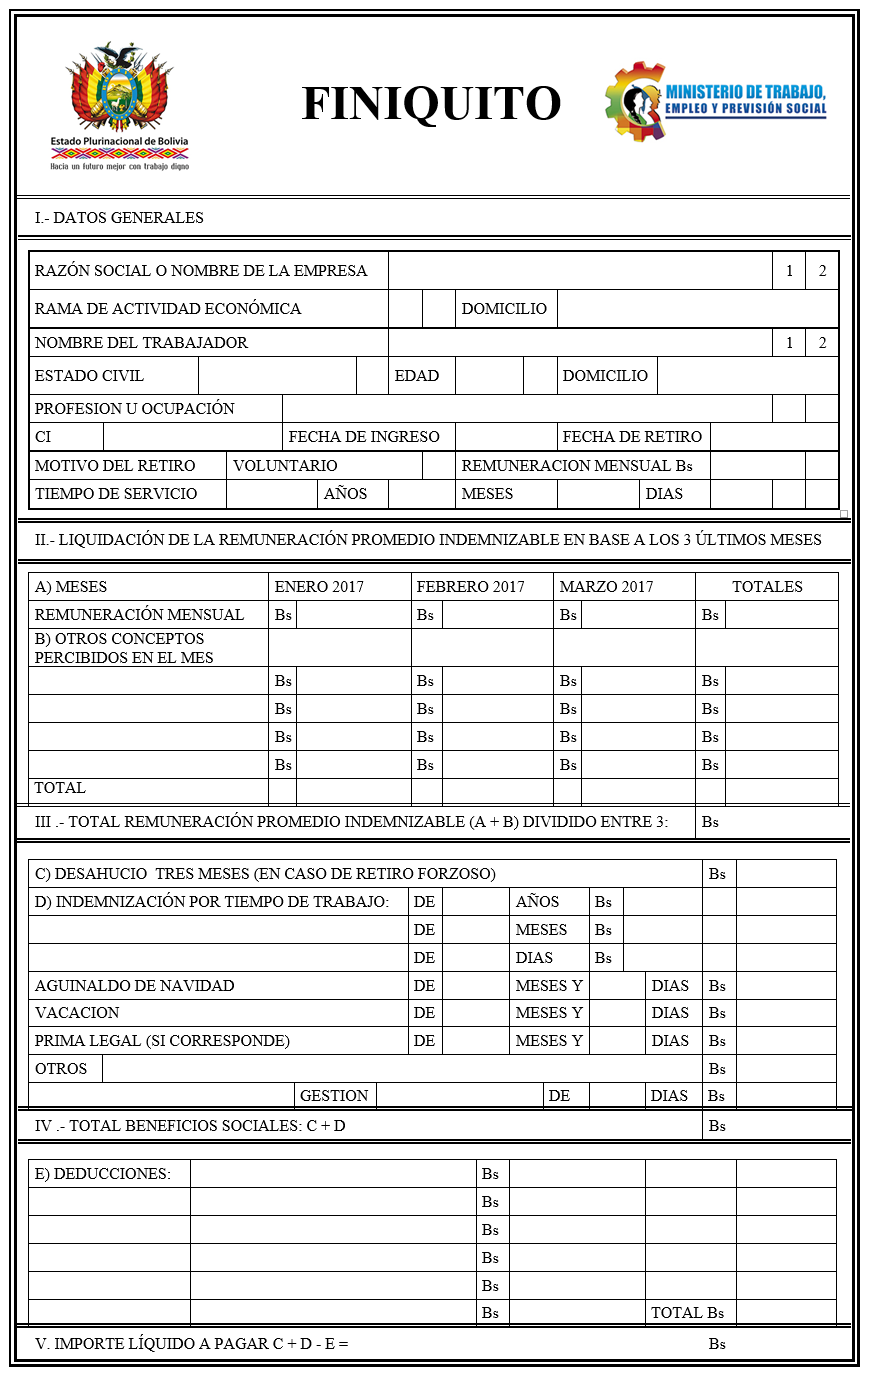 FINIQUITO
Estado Plurinacional de Bolivia
Hacia un futuro mejor con trabajo digno
MINISTERIO DE TRABAJO,
EMPLEO Y PREVISIÓN SOCIAL
I.- DATOS GENERALES
RAZÓN SOCIAL O NOMBRE DE LA EMPRESA 1 2
RAMA DE ACTIVIDAD ECONÓMICA DOMICILIO
NOMBRE DEL TRABAJADOR 1 2
ESTADO CIVIL EDAD DOMICILIO
PROFESION U OCUPACIÓN
CI FECHA DE INGRESO FECHA DE RETIRO
MOTIVO DEL RETIRO VOLUNTARIO REMUNERACION MENSUAL Bs
TIEMPO DE SERVICIO AÑOS MESES DIAS
II.- LIQUIDACIÓN DE LA REMUNERACIÓN PROMEDIO INDEMNIZABLE EN BASE A LOS 3 ÚLTIMOS MESES
A) MESES ENERO 2017 FEBRERO 2017 MARZO 2017 TOTALES
REMUNERACIÓN MENSUAL Bs Bs Bs Bs
B) OTROS CONCEPTOS
PERCIBIDOS EN EL MES
Bs Bs Bs Bs
Bs Bs Bs Bs
Bs Bs Bs Bs
Bs Bs Bs Bs
TOTAL
III .- TOTAL REMUNERACIÓN PROMEDIO INDEMNIZABLE (A + B) DIVIDIDO ENTRE 3: Bs
C) DESAHUCIO TRES MESES (EN CASO DE RETIRO FORZOSO) Bs
D) INDEMNIZACIÓN POR TIEMPO DE TRABAJO: DE AÑOS Bs
DE MESES Bs
DE DIAS Bs
AGUINALDO DE NAVIDAD DE MESES Y DIAS Bs
VACACION DE MESES Y DIAS Bs
PRIMA LEGAL (SI CORRESPONDE) DE MESES Y DIAS Bs
OTROS Bs
GESTION DE DIAS Bs
IV .- TOTAL BENEFICIOS SOCIALES: C + D Bs
E) DEDUCCIONES: Bs
Bs
Bs
Bs
Bs
Bs TOTAL Bs
V. IMPORTE LÍQUIDO A PAGAR C + D - E = Bs